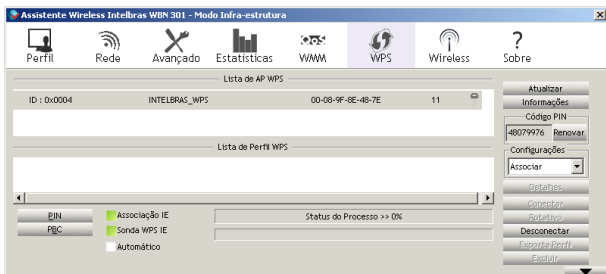 Assistente Wireless Intelbras WBN 301 - Modo Infra-estrutura
Perfil
Rede
Avançado
Estatísticas
QoS
WMM
WPS
Wireless
Sobre
Lista de AP WPS
ID : 0x0004 INTELBRAS_WPS 00-08-9F-8E-48-7E 11
Lista de Perfil WPS
Atualizar
Informações
Código PIN
48079976 Renovar
Configurações
Associar
Detalhes
Conectar
Rotativo
Desconectar
Exporte Perfil
Excluir
PIN
PBC
Associação IE
Sonda WPS IE
Automático
Status do Processo >> 0%